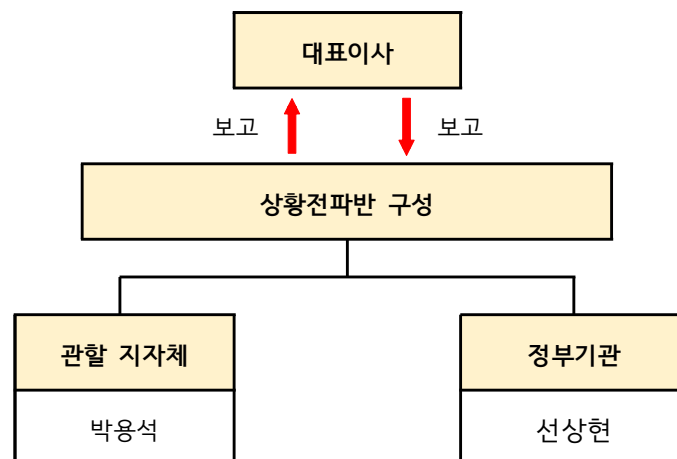 대표이사
보고 보고
상황전파반 구성
관할 지자체 정부기관
박용석 선상현